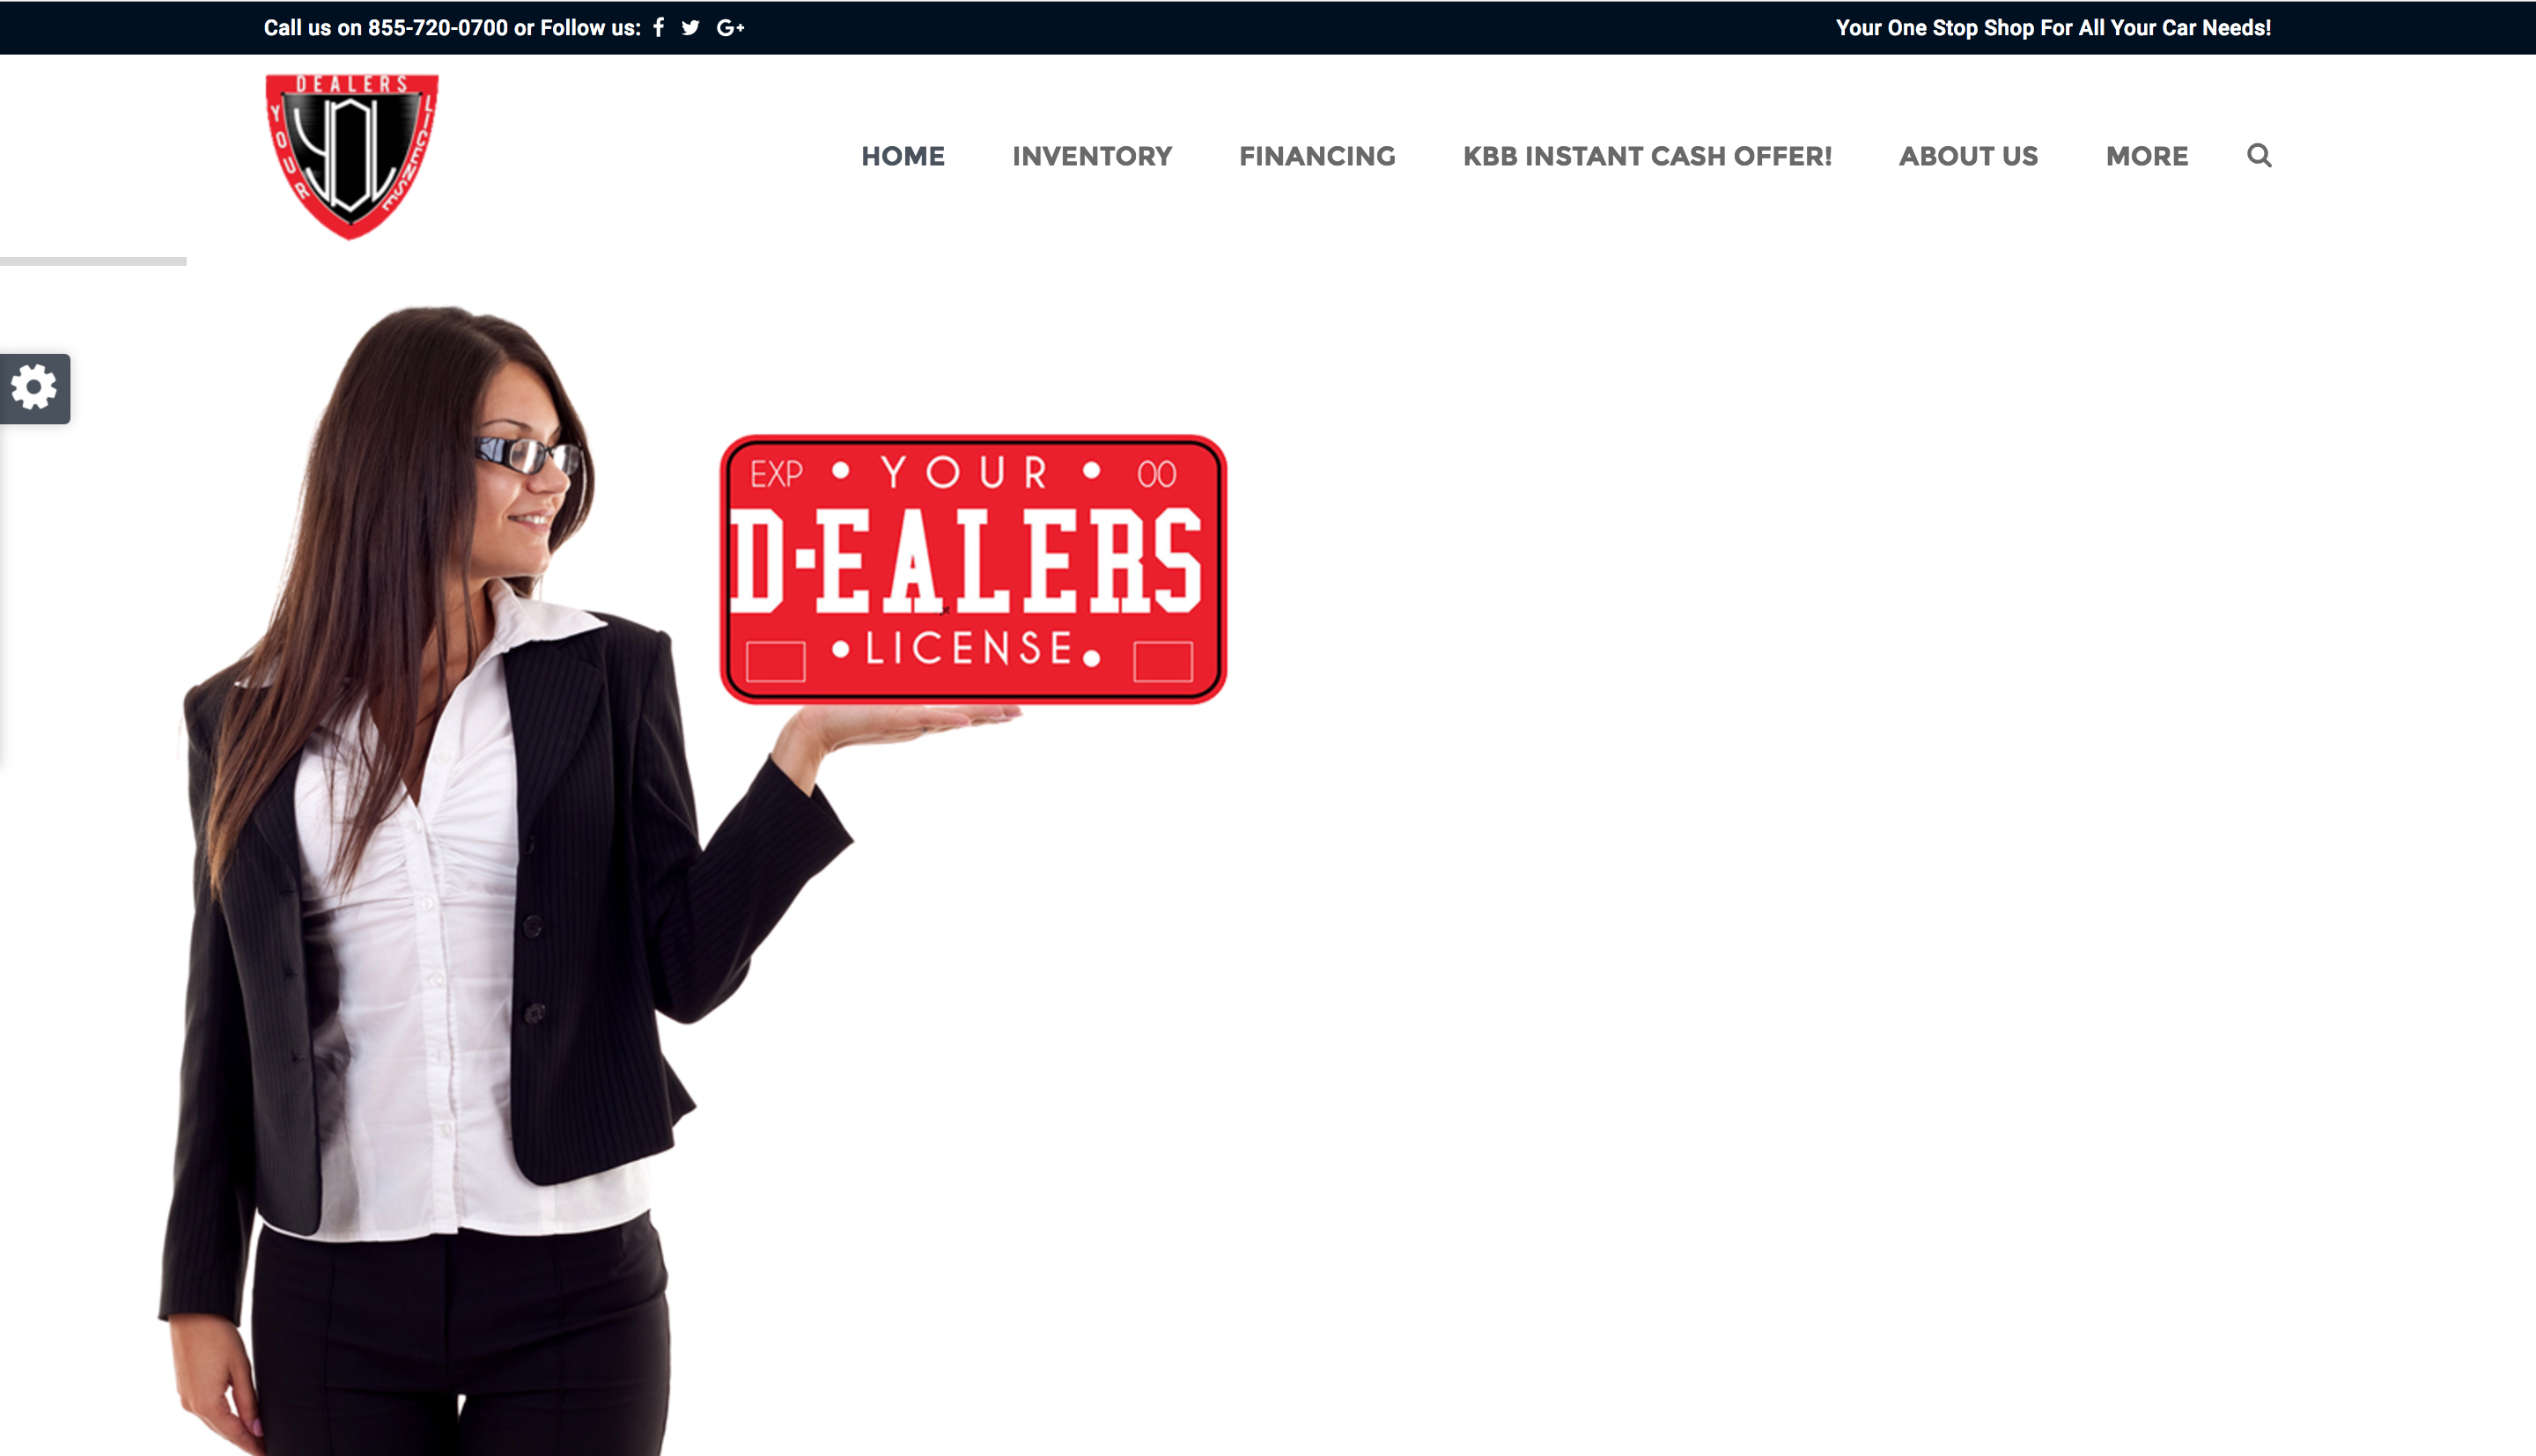 Call us on 855-720-0700 or Follow us: f G+
Your One Stop Shop For All Your Car Needs!
DEALERS
YOUR
LICENSE
YDL
HOME INVENTORY FINANCING KBB INSTANT CASH OFFER! ABOUT US MORE
EXP • YOUR • 00
D-EALERS
• LICENSE •